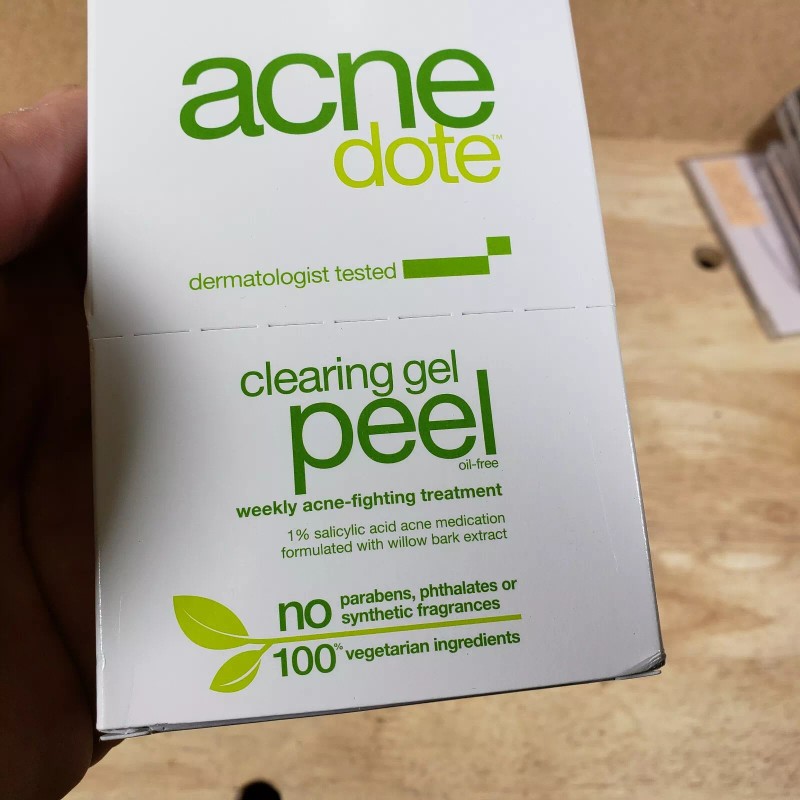 acne
dote™
dermatologist tested
clearing gel
peel
oil-free
weekly acne-fighting treatment
1% salicylic acid acne medication
formulated with willow bark extract
no parabens, phthalates or
synthetic fragrances
100% vegetarian ingredients